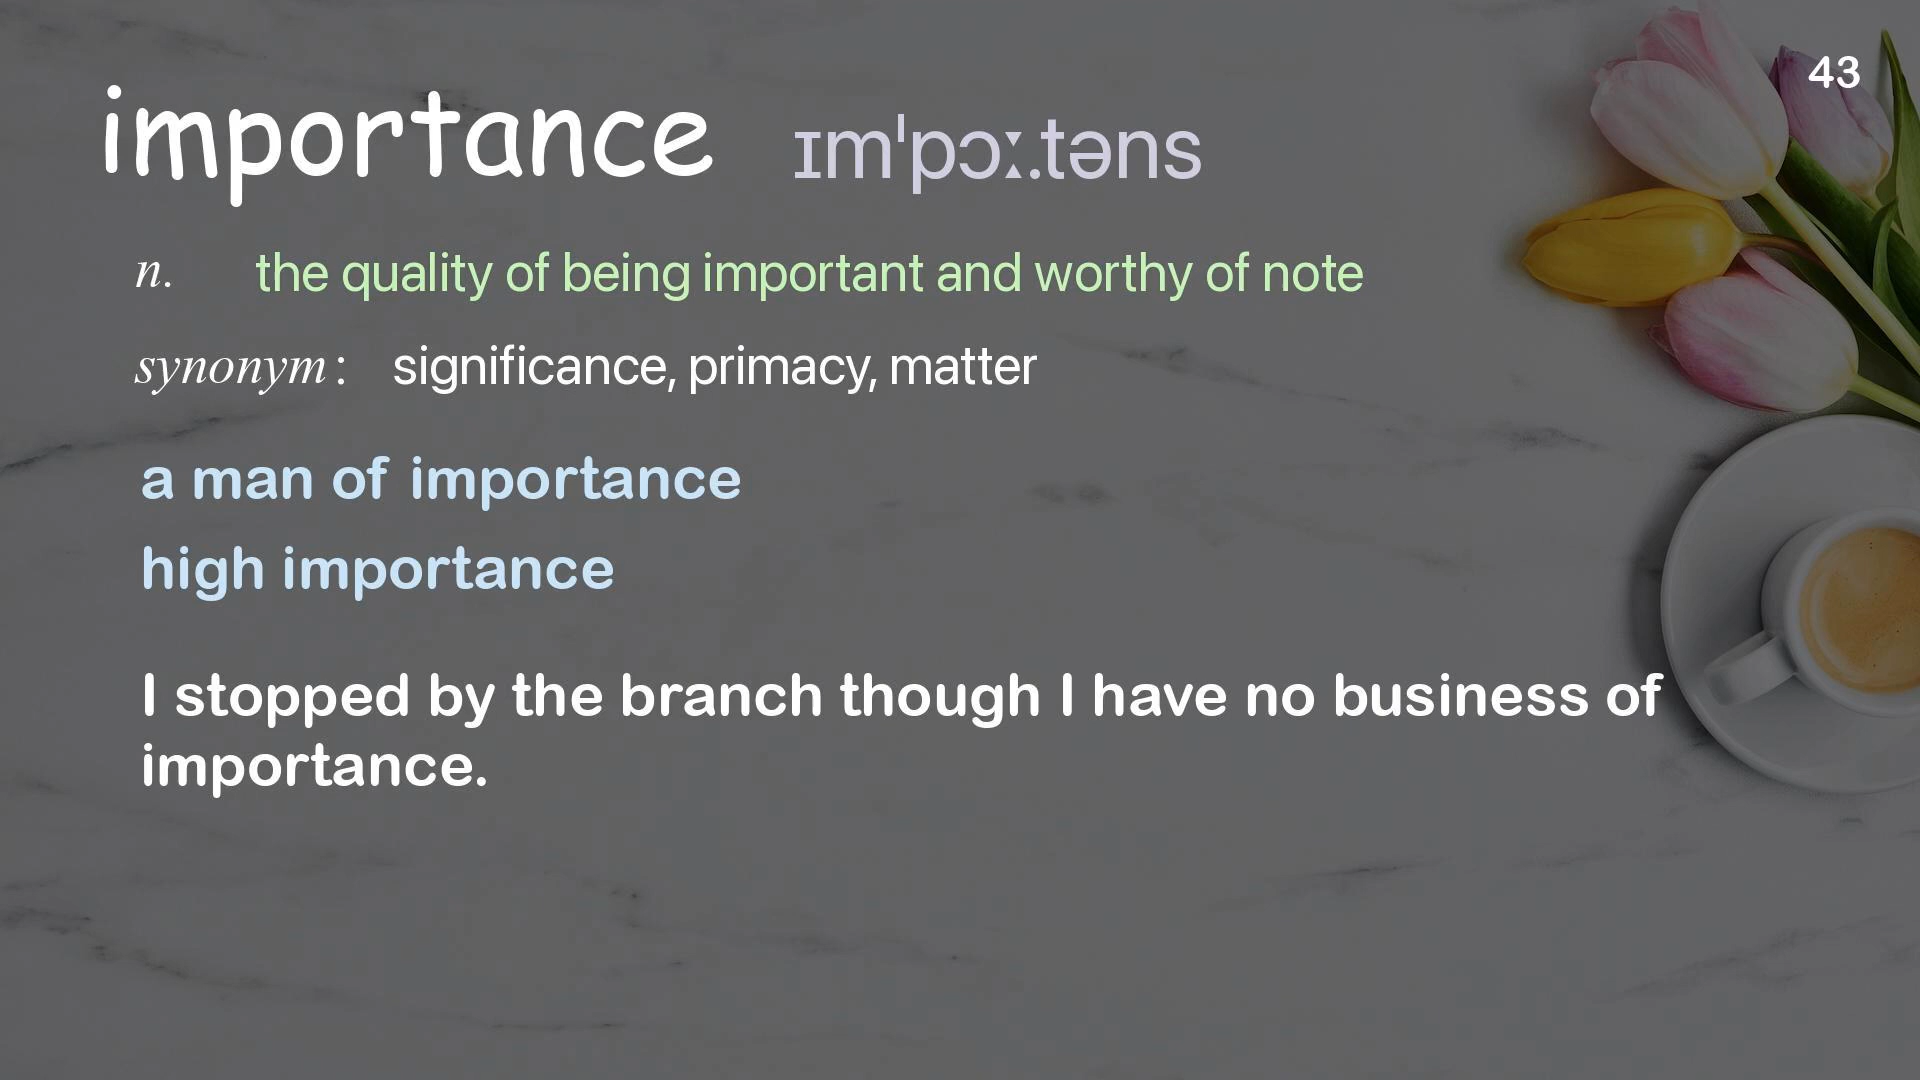 43
importance ɪmˈpɔː.təns
n. the quality of being important and worthy of note
synonym : significance, primacy, matter
a man of importance
high importance
I stopped by the branch though I have no business of
importance.